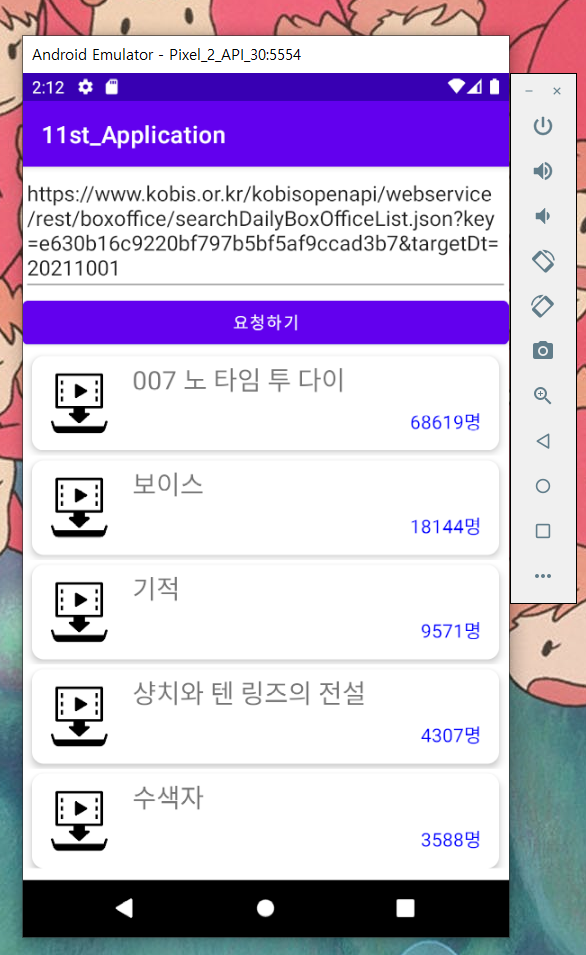 Android Emulator - Pixel_2_API_30:5554
2:12
11st_Application
https://www.kobis.or.kr/kobisopenapi/webservice
/rest/boxoffice/searchDailyBoxOfficeList.json?key
=e630b16c9220bf797b5bf5af9ccad3b7&targetDt=
20211001
요청하기
007 노 타임 투 다이
68619명
보이스
18144명
기적
9571명
샹치와 텐 링즈의 전설
4307명
수색자
3588명